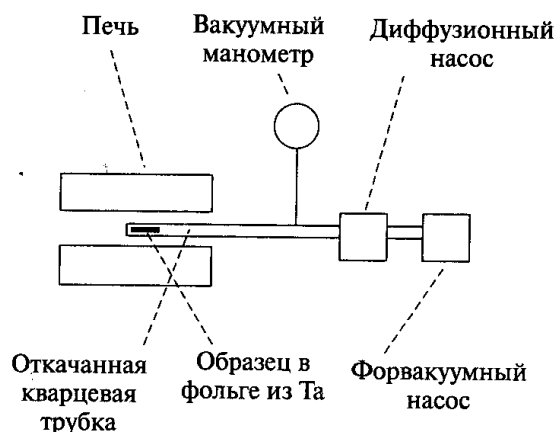 Печь
Вакуумный
манометр
Диффузионный
насос
Откачанная
кварцевая
трубка
Образец в
фольге из Ta
Форвакуумный
насос